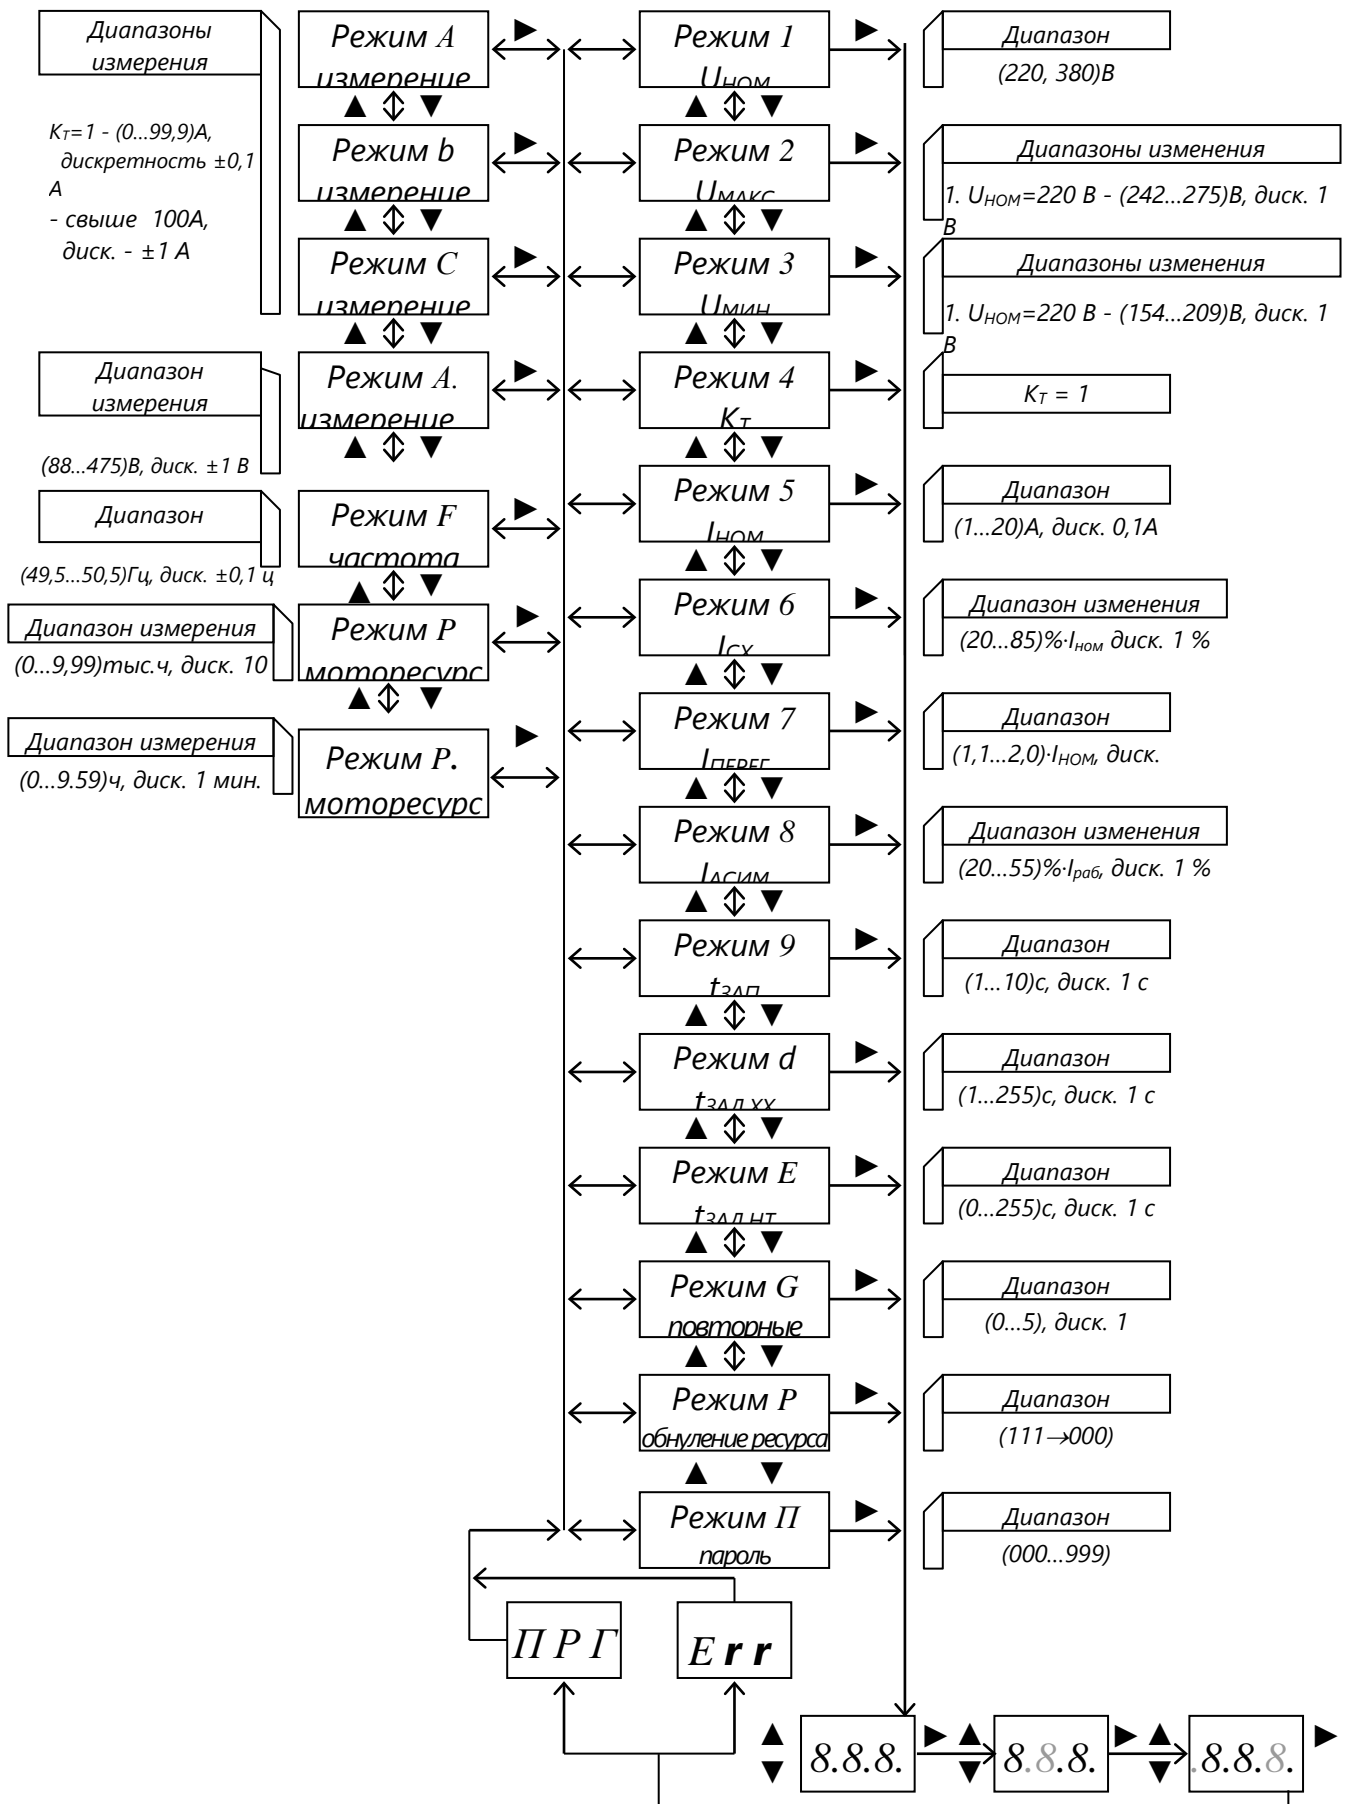 Диапазоны
измерения
KТ=1 - (0...99,9)А,
дискретность ±0,1
А
- свыше 100А,
диск. - ±1 А
Диапазон
измерения
(88...475)В, диск. ±1 В
Диапазон
(49,5...50,5)Гц, диск. ±0,1 ц
Диапазон измерения
(0...9,99)тыс.ч, диск. 10
Диапазон измерения
(0...9.59)ч, диск. 1 мин.
Режим A
измерение
▲ ▼
Режим b
измерение
▲ ▼
Режим C
измерение
▲ ▼
Режим A.
измерение
▲ ▼
Режим F
частота
▲ ▼
Режим P
моторесурс
▲ ▼
Режим P.
моторесурс
Режим 1
UНОМ
▲ ▼
Режим 2
UМАКС
▲ ▼
Режим 3
UМИН
▲ ▼
Режим 4
KТ
▲ ▼
Режим 5
IНОМ
▲ ▼
Режим 6
IСХ
▲ ▼
Режим 7
IПЕРЕГ
▲ ▼
Режим 8
IАСИМ
▲ ▼
Режим 9
tЗАП
▲ ▼
Режим d
tЗАД ХХ
▲ ▼
Режим E
tЗАД НТ
▲ ▼
Режим G
повторные
▲ ▼
Режим P
обнуление ресурса
▲ ▼
Режим П
пароль
Диапазон
(220, 380)В
Диапазоны изменения
1. UНОМ=220 В - (242...275)В, диск. 1
В
Диапазоны изменения
1. UНОМ=220 В - (154...209)В, диск. 1
В
KТ = 1
Диапазон
(1...20)А, диск. 0,1А
Диапазон изменения
(20...85)%·Iном диск. 1 %
Диапазон
(1,1...2,0)·IНОМ, диск.
Диапазон изменения
(20...55)%·Iраб, диск. 1 %
Диапазон
(1...10)с, диск. 1 с
Диапазон
(1...255)с, диск. 1 с
Диапазон
(0...255)с, диск. 1 с
Диапазон
(0...5), диск. 1
Диапазон
(111→000)
Диапазон
(000...999)
П Р Г
E r r
8.8.8.
8.8.8.
.8.8.8.